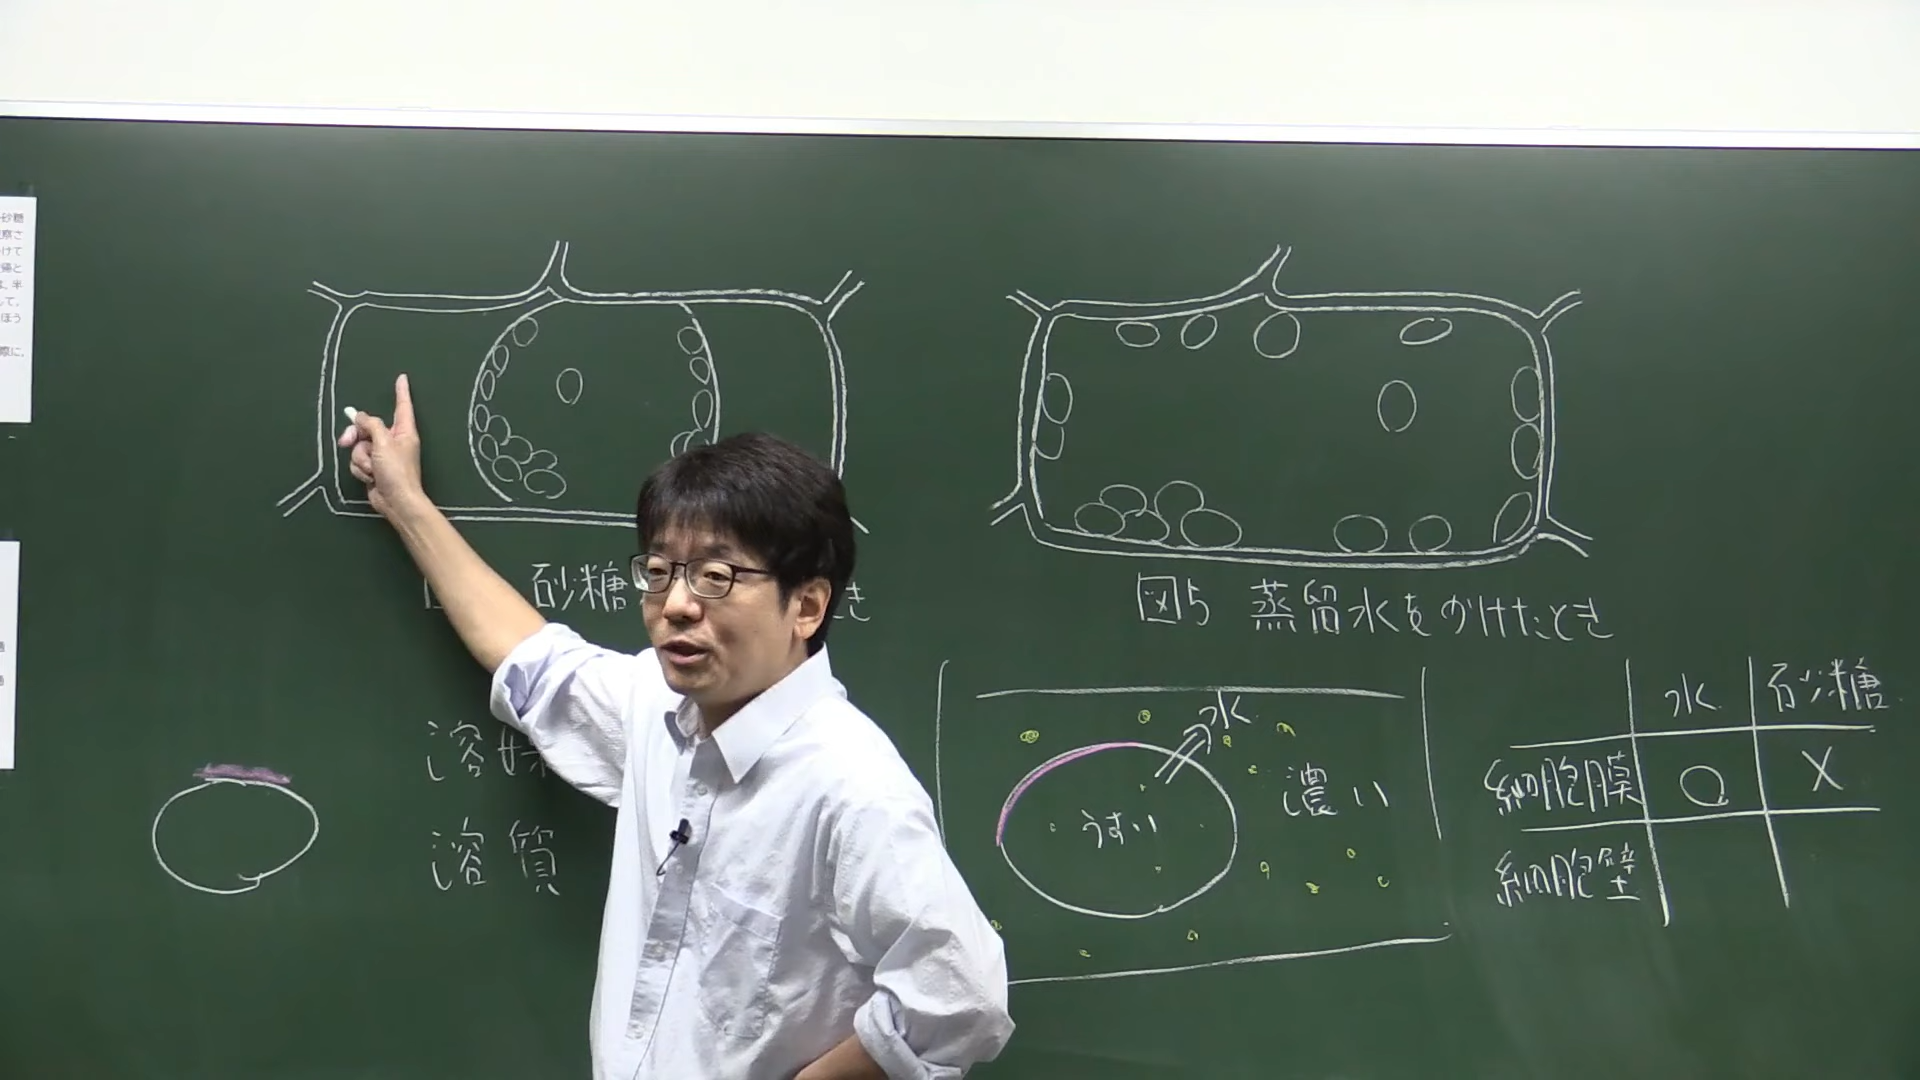 砂糖
き
図5 蒸留水をかけたとき
溶媒
溶質
水
うすい
濃い
水 砂糖
細胞膜 ○ ×
細胞壁